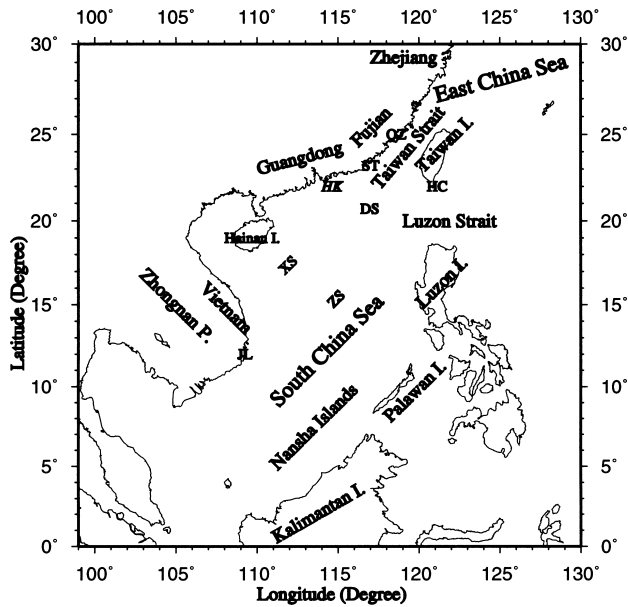 100˚ 105˚ 110˚ 115˚ 120˚ 125˚ 130˚
30˚ 30˚
Zhejiang
East China Sea
Fujian
25˚ QZ 25˚
Taiwan Strait
Taiwan I.
Guangdong
ST
HK
HC
DS
20˚ Luzon Strait 20˚
Hainan I.
XS
Luzon I.
Zhongnan P.
Vietnam
ZS
15˚ 15˚
South China Sea
JL
10˚ 10˚
Palawan I.
Nansha Islands
5˚ 5˚
Kalimantan I.
0˚ 0˚
100˚ 105˚ 110˚ 115˚ 120˚ 125˚ 130˚
Longitude (Degree)
Latitude (Degree)